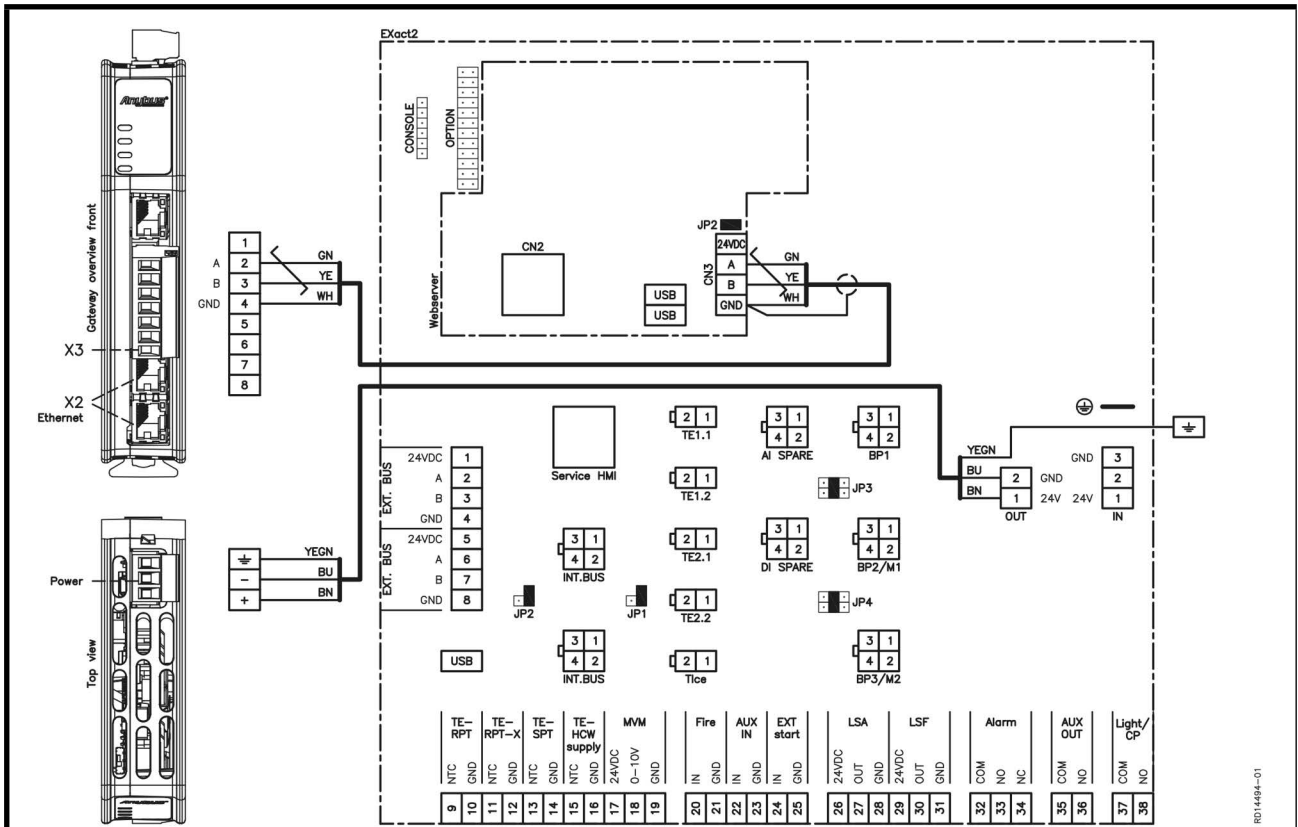 EXact2
Anybus
Gateway overview front
X3
X2
Ethernet
Top view
Power
1
A 2 GN
B 3 YE
GND 4 WH
5
6
7
8
⏚ YEGN
− BU
+ BN
CONSOLE
OPTION
Webserver
CN2
USB
USB
JP2
CN3
24VDC
A GN
B YE
GND WH
EXT. BUS
24VDC 1
A 2
B 3
GND 4
EXT. BUS
24VDC 5
A 6
B 7
GND 8
USB
Service HMI
3 1
4 2
INT.BUS
JP2
JP1
3 1
4 2
INT.BUS
2 1
TE1.1
2 1
TE1.2
2 1
TE2.1
2 1
TE2.2
2 1
TIce
3 1
4 2
AI SPARE
3 1
4 2
DI SPARE
3 1
4 2
BP1
JP3
3 1
4 2
BP2/M1
JP4
3 1
4 2
BP3/M2
YEGN
BU 2 GND
BN 1 24V
OUT
GND 3
2
24V 1
IN
TE-RPT
NTC 9
GND 10
TE-RPT-X
NTC 11
GND 12
TE-SPT
NTC 13
GND 14
TE-HCW supply
NTC 15
GND 16
MVM
24VDC 17
0-10V 18
GND 19
Fire
IN 20
GND 21
AUX IN
IN 22
GND 23
EXT start
IN 24
GND 25
LSA
24VDC 26
OUT 27
GND 28
LSF
24VDC 29
OUT 30
GND 31
Alarm
COM 32
NO 33
NC 34
AUX OUT
COM 35
NO 36
Light/CP
COM 37
NO 38
RD14494-01